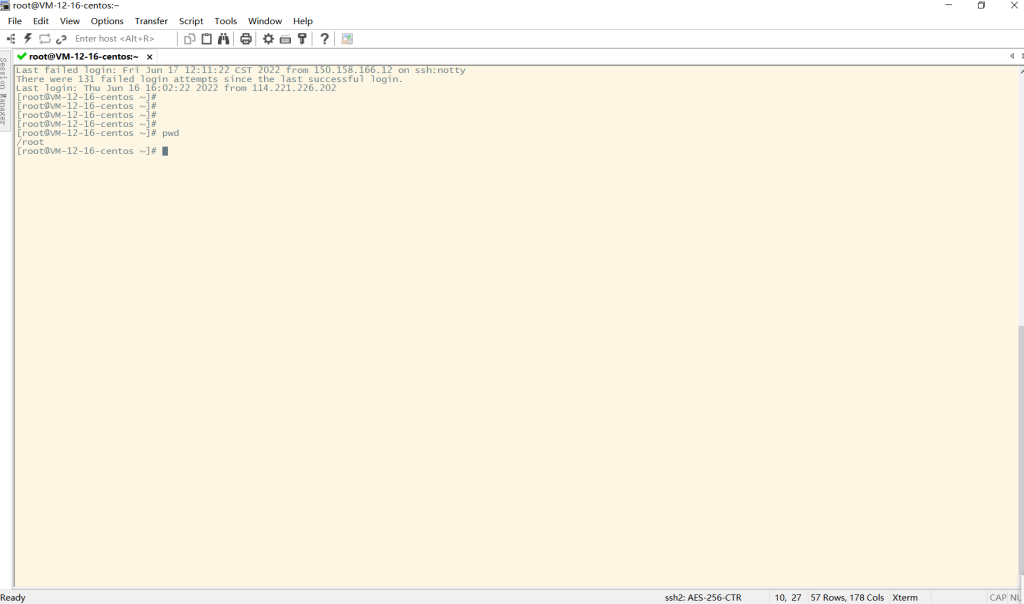 root@VM-12-16-centos:~
File Edit View Options Transfer Script Tools Window Help
Enter host <Alt+R>
root@VM-12-16-centos:~
Session Manager
Last failed login: Fri Jun 17 12:11:22 CST 2022 from 150.158.166.12 on ssh:notty
There were 131 failed login attempts since the last successful login.
Last login: Thu Jun 16 16:02:22 2022 from 114.221.226.202
[root@VM-12-16-centos ~]#
[root@VM-12-16-centos ~]#
[root@VM-12-16-centos ~]#
[root@VM-12-16-centos ~]#
[root@VM-12-16-centos ~]# pwd
/root
[root@VM-12-16-centos ~]#
Ready ssh2: AES-256-CTR 10, 27 57 Rows, 178 Cols Xterm CAP